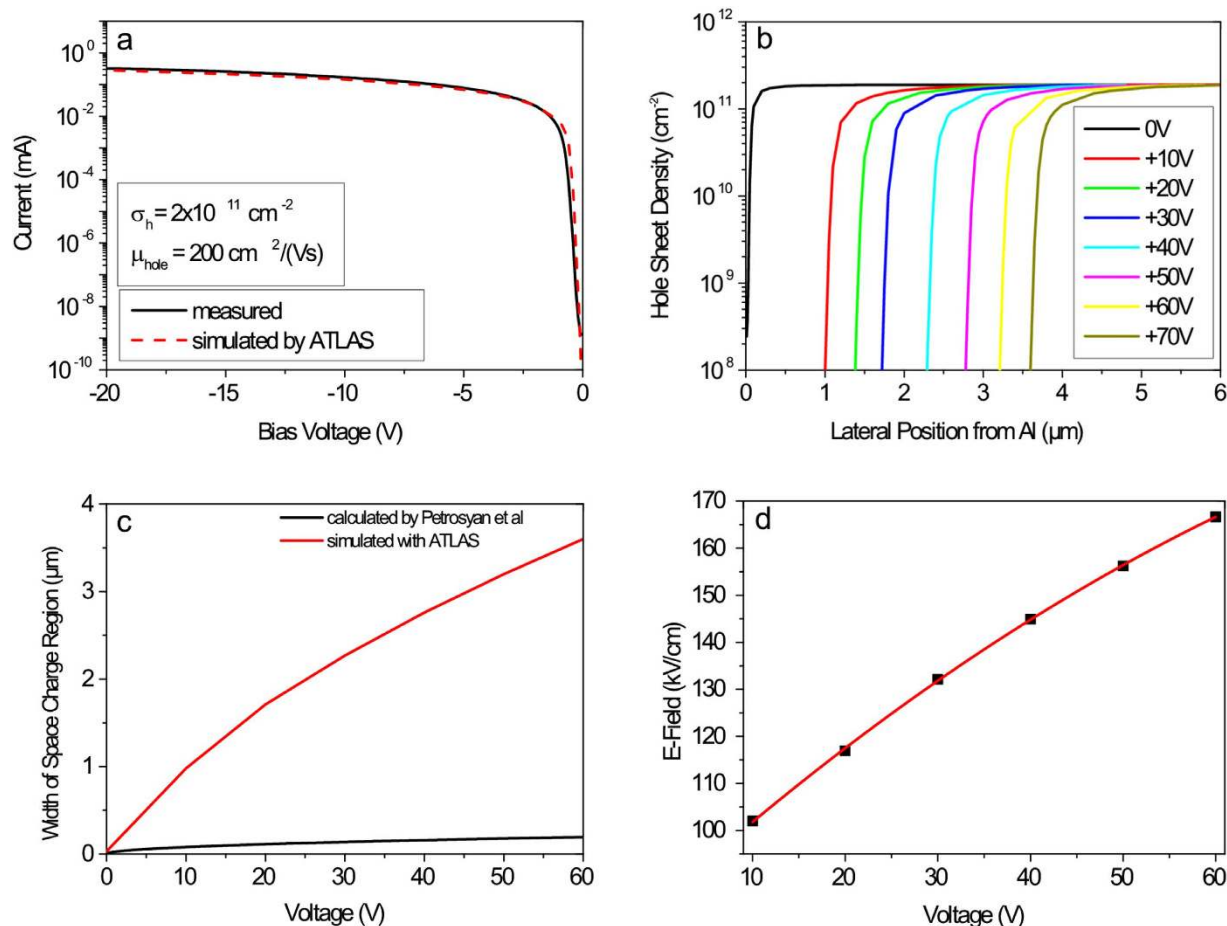 a
Current (mA)
10^0
10^-2
10^-4
10^-6
10^-8
10^-10
σ_h = 2x10 ^11 cm^-2
μ_hole = 200 cm ^2/(Vs)
measured
simulated by ATLAS
-20 -15 -10 -5 0
Bias Voltage (V)
b
Hole Sheet Density (cm^-2)
10^12
10^11
10^10
10^9
10^8
0V
+10V
+20V
+30V
+40V
+50V
+60V
+70V
0 1 2 3 4 5 6
Lateral Position from Al (µm)
c
Width of Space Charge Region (µm)
4
3
2
1
0
calculated by Petrosyan et al
simulated with ATLAS
0 10 20 30 40 50 60
Voltage (V)
d
E-Field (kV/cm)
170
160
150
140
130
120
110
100
10 20 30 40 50 60
Voltage (V)